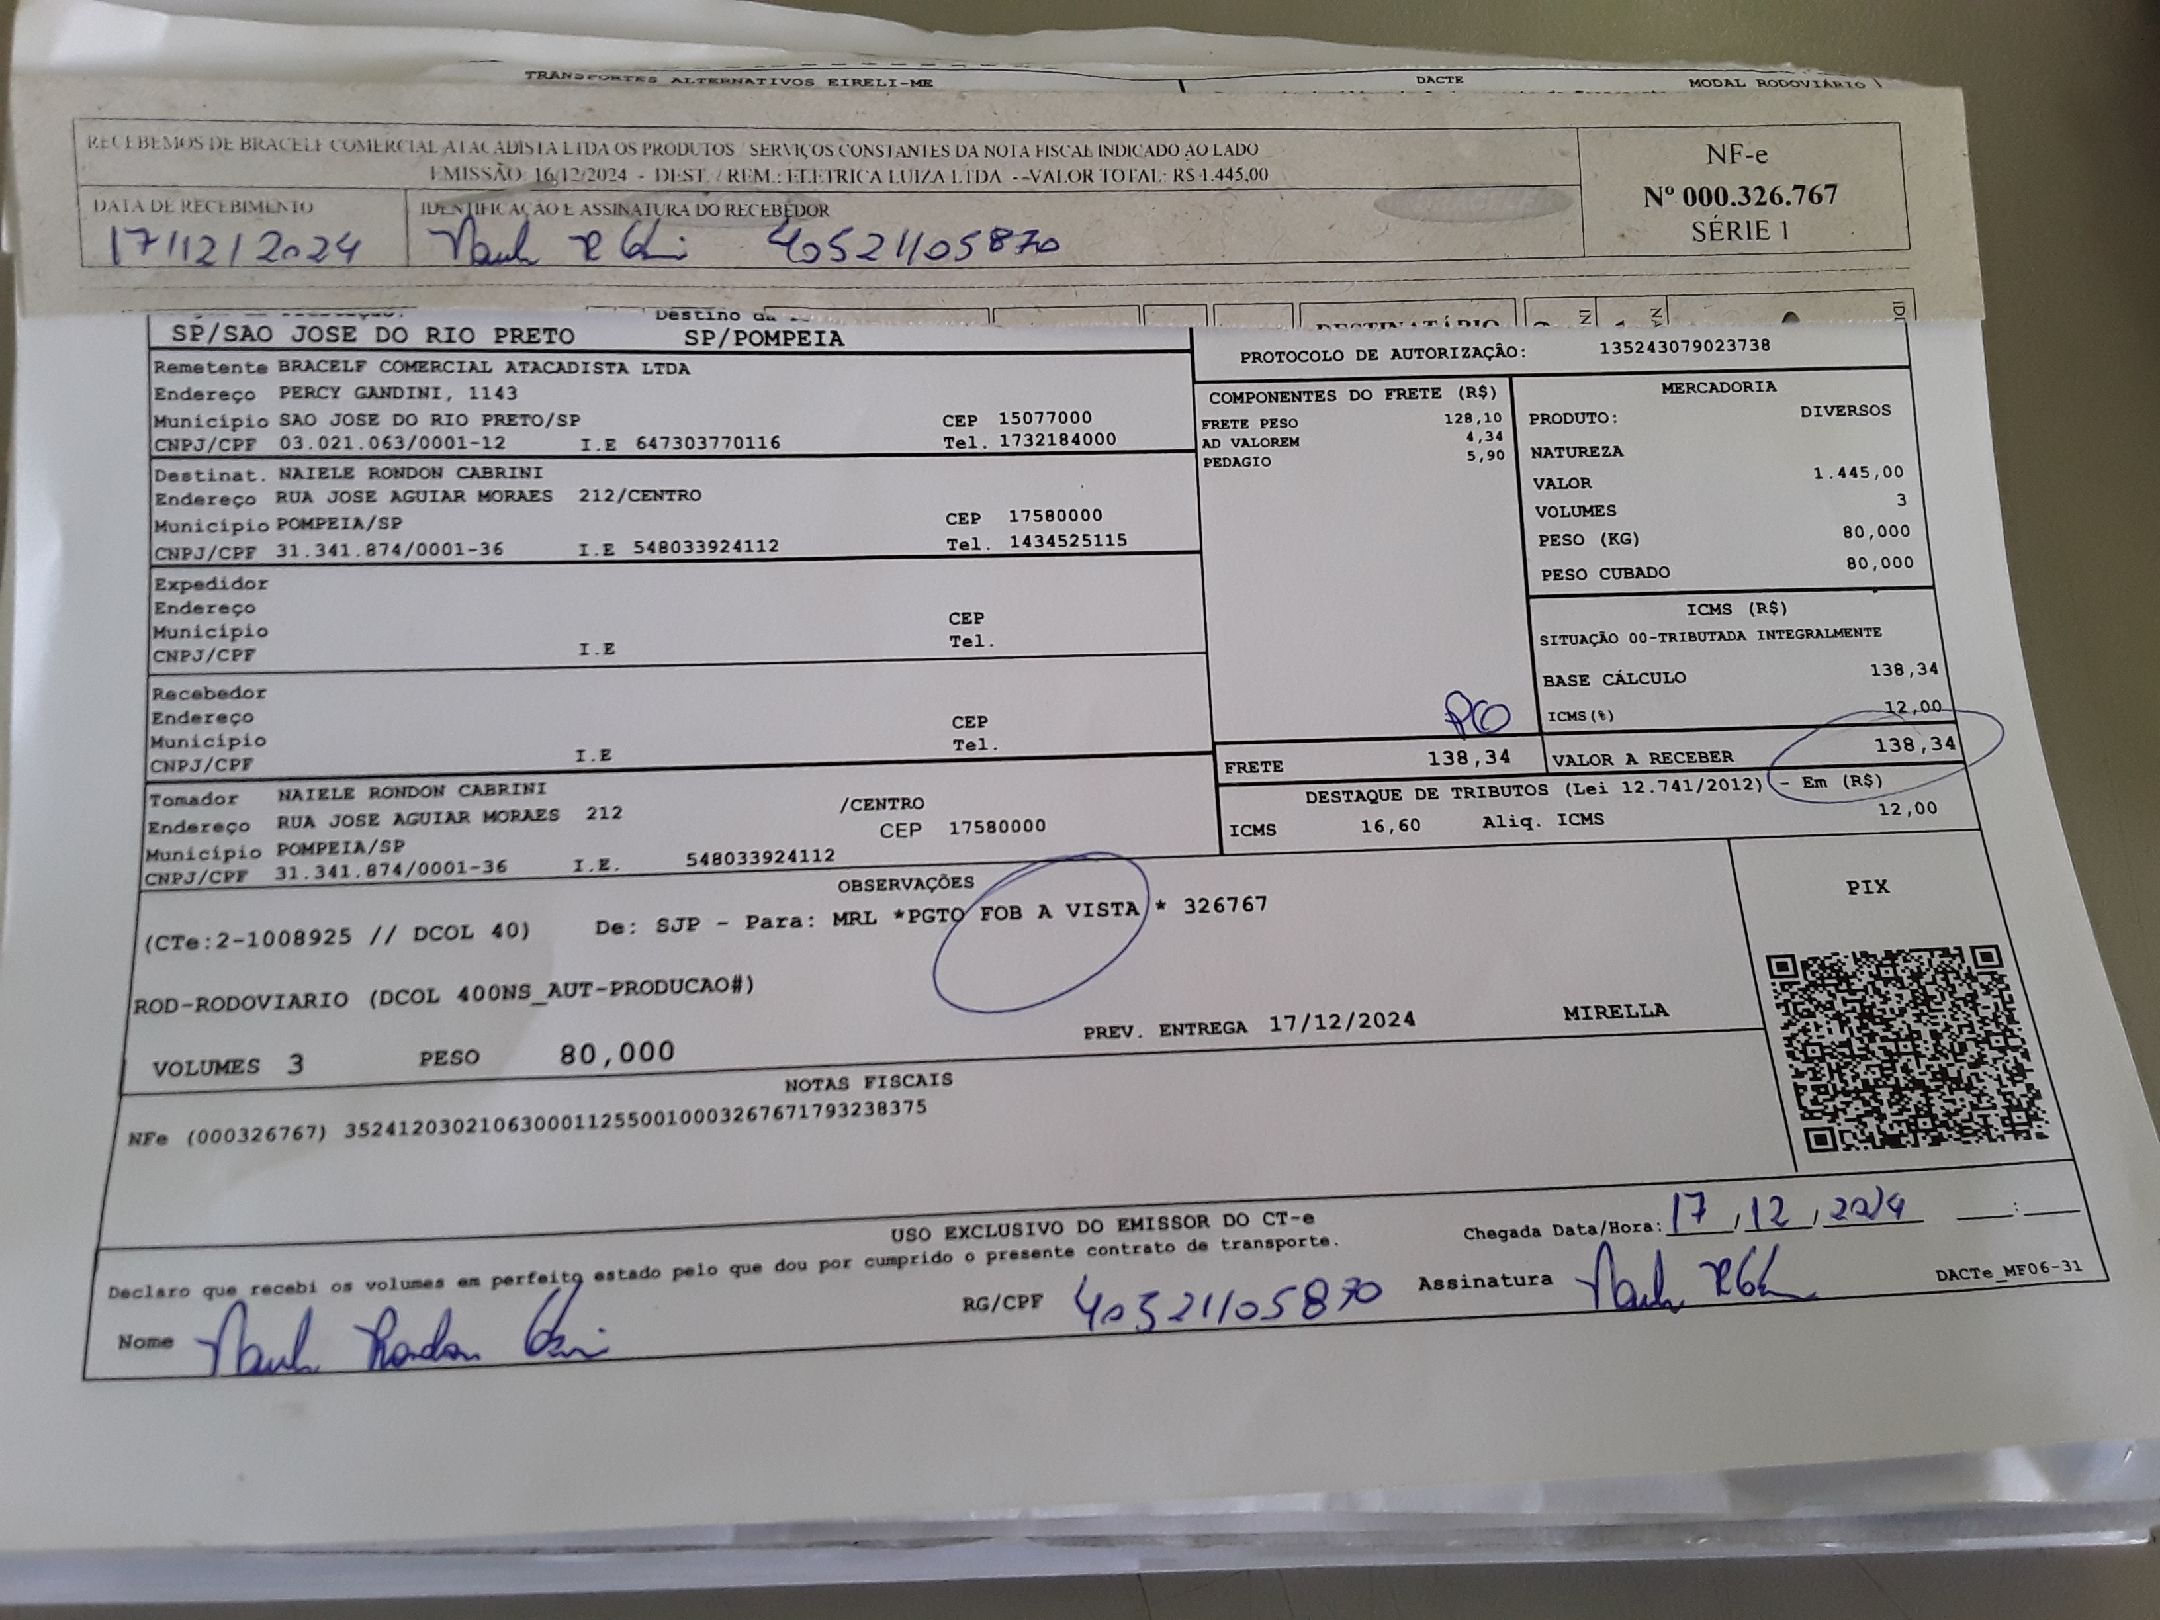 TRANSPORTES ALTERNATIVOS EIRELI-ME DACTE MODAL RODOVIÁRIO
RECEBEMOS DE BRACELF COMERCIAL ATACADISTA LTDA OS PRODUTOS / SERVIÇOS CONSTANTES DA NOTA FISCAL INDICADO AO LADO
EMISSÃO: 16/12/2024 - DEST. / REM.: ELETRICA LUIZA LTDA - -VALOR TOTAL: R$ 1.445,00
NF-e
Nº 000.326.767
SÉRIE 1
DATA DE RECEBIMENTO
17/12/2024
IDENTIFICAÇÃO E ASSINATURA DO RECEBEDOR
40521105870
DESTINATÁRIO
SP/SAO JOSE DO RIO PRETO SP/POMPEIA
Remetente BRACELF COMERCIAL ATACADISTA LTDA
Endereço PERCY GANDINI, 1143
Município SAO JOSE DO RIO PRETO/SP CEP 15077000
CNPJ/CPF 03.021.063/0001-12 I.E 647303770116 Tel. 1732184000
Destinat. NAIELE RONDON CABRINI
Endereço RUA JOSE AGUIAR MORAES 212/CENTRO
Município POMPEIA/SP CEP 17580000
CNPJ/CPF 31.341.874/0001-36 I.E 548033924112 Tel. 1434525115
Expedidor
Endereço
Município CEP
CNPJ/CPF I.E Tel.
Recebedor
Endereço
Município CEP
CNPJ/CPF I.E Tel.
Tomador NAIELE RONDON CABRINI
Endereço RUA JOSE AGUIAR MORAES 212 /CENTRO
Município POMPEIA/SP CEP 17580000
CNPJ/CPF 31.341.874/0001-36 I.E. 548033924112
PROTOCOLO DE AUTORIZAÇÃO: 135243079023738
COMPONENTES DO FRETE (R$)
FRETE PESO 128,10
AD VALOREM 4,34
PEDAGIO 5,90
FRETE 138,34
MERCADORIA
PRODUTO: DIVERSOS
NATUREZA
VALOR 1.445,00
VOLUMES 3
PESO (KG) 80,000
PESO CUBADO 80,000
ICMS (R$)
SITUAÇÃO 00-TRIBUTADA INTEGRALMENTE
BASE CÁLCULO 138,34
ICMS(%) 12,00
VALOR A RECEBER 138,34
DESTAQUE DE TRIBUTOS (Lei 12.741/2012) - Em (R$)
ICMS 16,60 Aliq. ICMS 12,00
OBSERVAÇÕES
(CTe:2-1008925 // DCOL 40) De: SJP - Para: MRL *PGTO FOB A VISTA * 326767
ROD-RODOVIARIO (DCOL 400NS_AUT-PRODUCAO#)
PREV. ENTREGA 17/12/2024 MIRELLA
VOLUMES 3 PESO 80,000
PIX
NOTAS FISCAIS
NFe (000326767) 35241203021063000112550010003267671793238375
USO EXCLUSIVO DO EMISSOR DO CT-e
Declaro que recebi os volumes em perfeito estado pelo que dou por cumprido o presente contrato de transporte.
Chegada Data/Hora: 17/12/2024 ___:___
Nome
RG/CPF 40521105870 Assinatura
DACTe_MF06-31